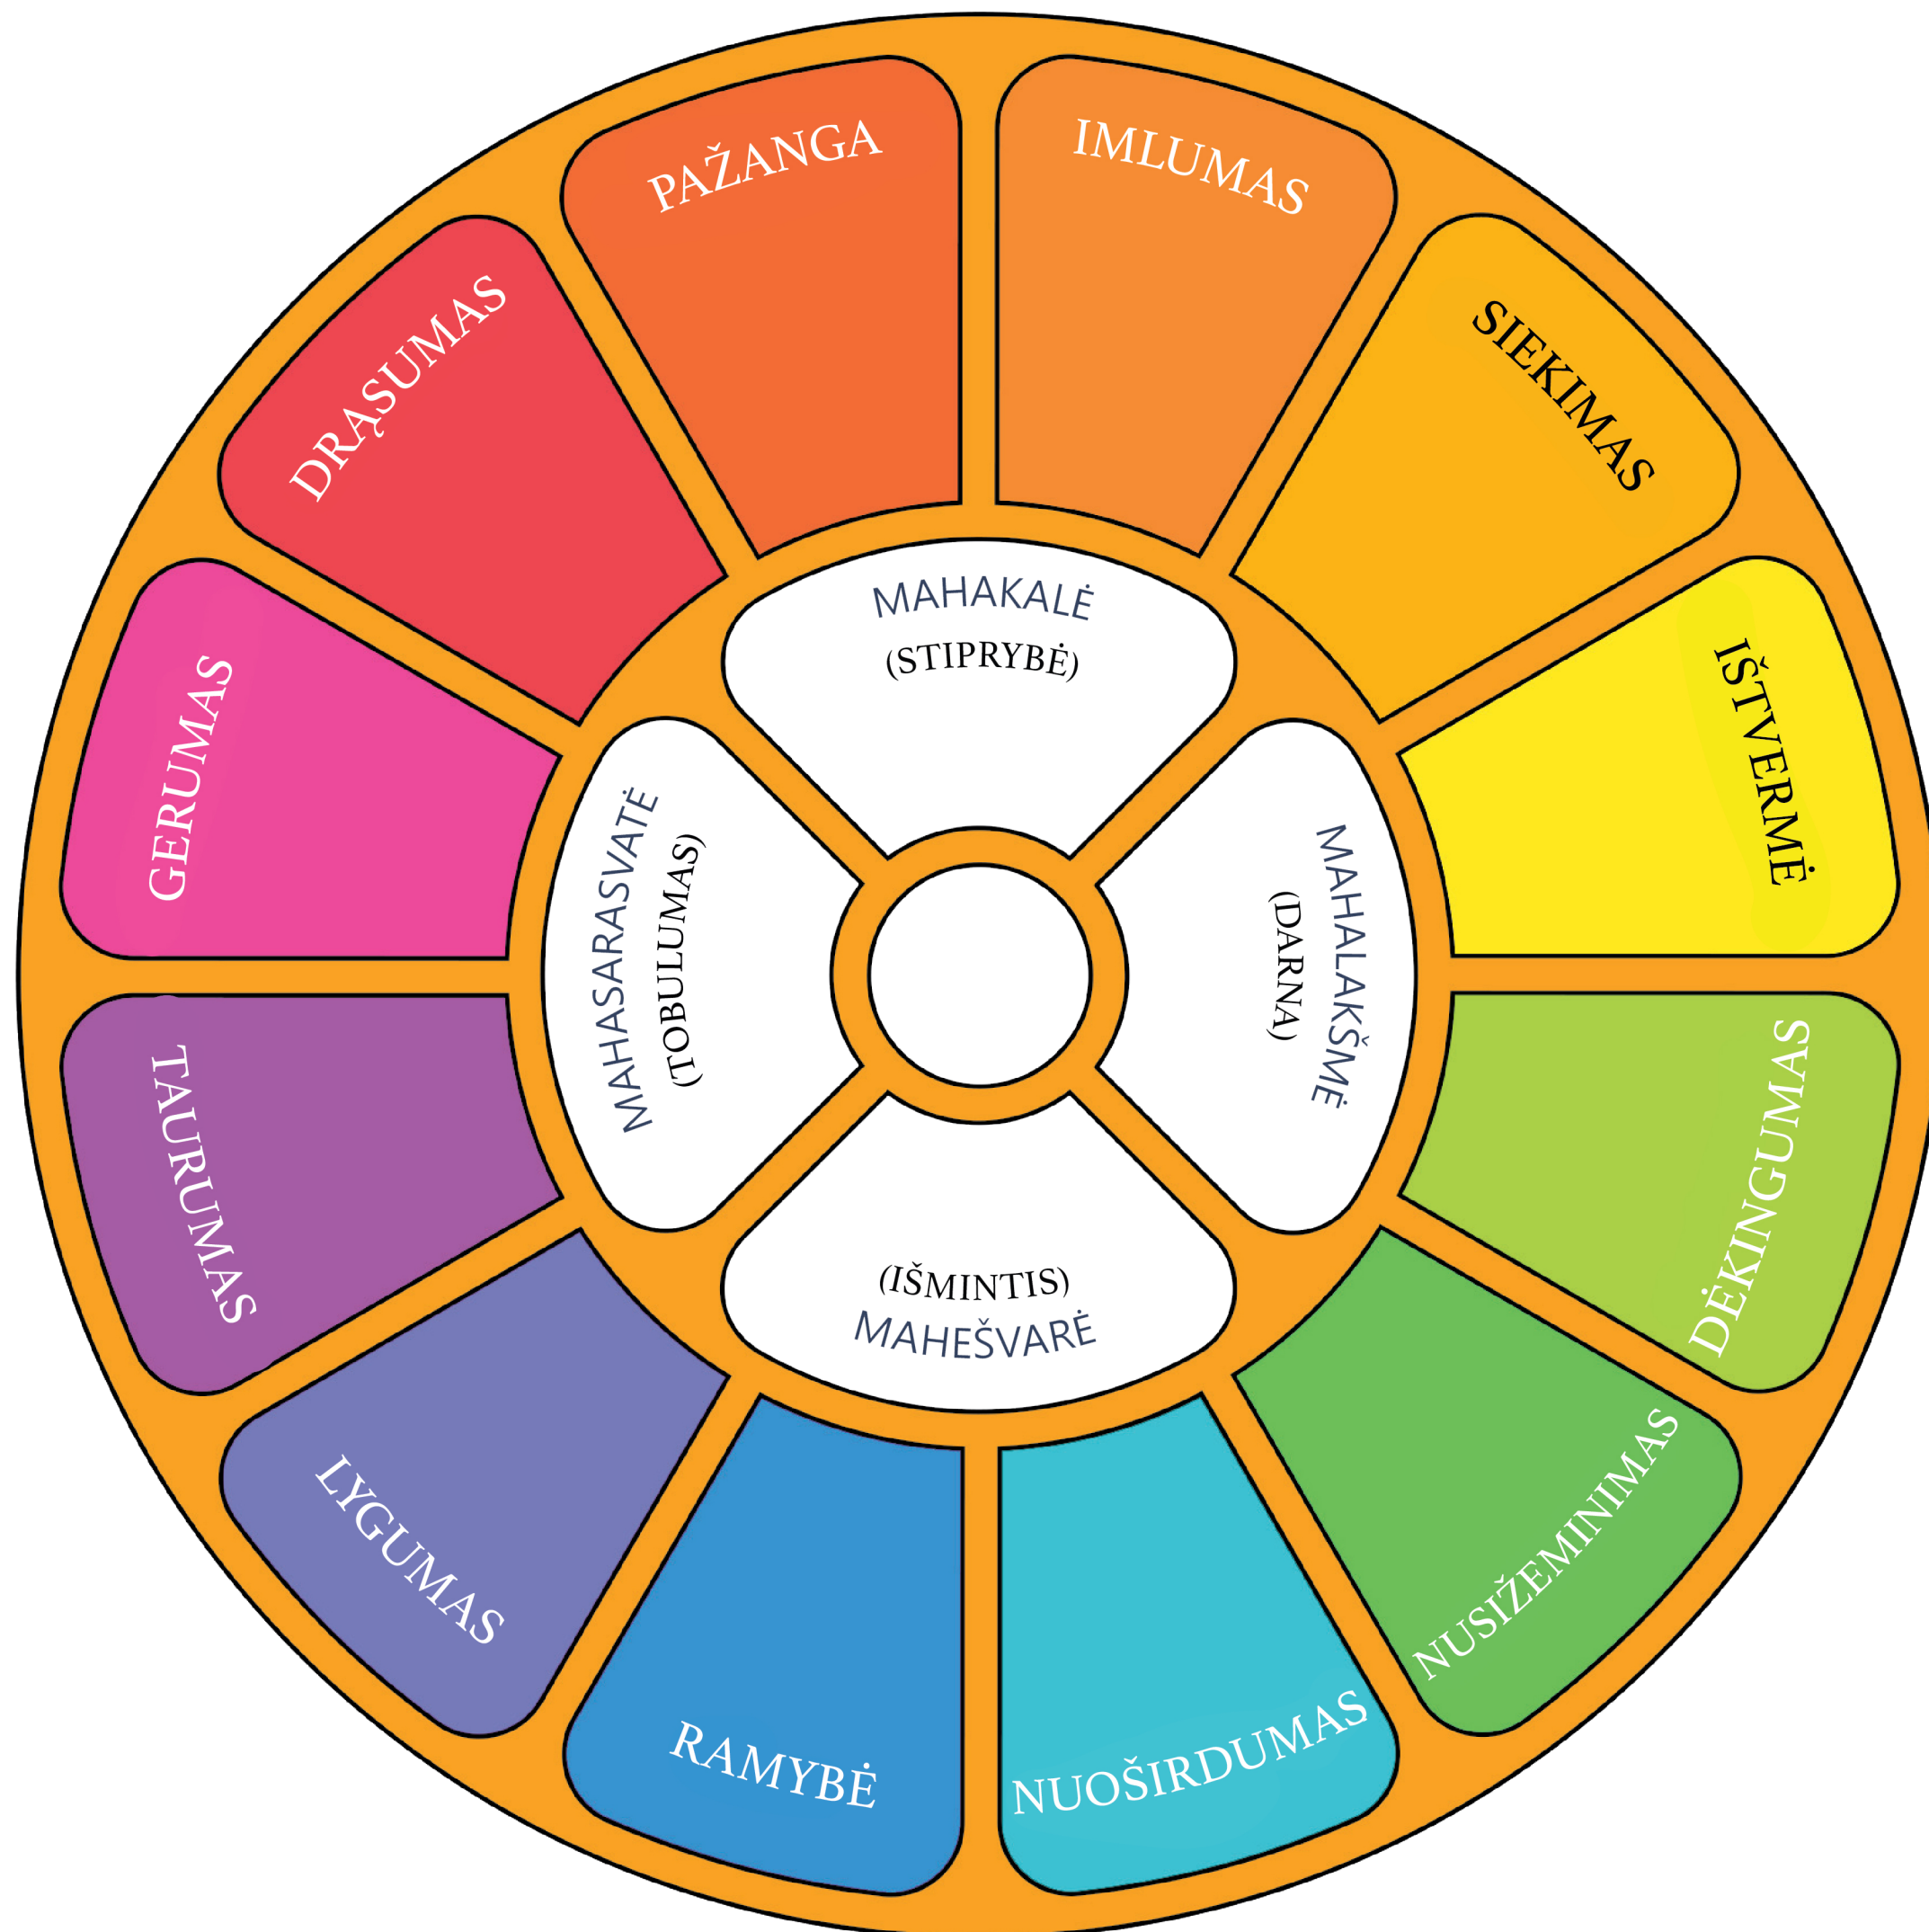 PAŽANGA
IMLUMAS
SIEKIMAS
IŠTVERMĖ
DĖKINGUMAS
NUSIŽEMINIMAS
NUOŠIRDUMAS
RAMYBĖ
LYGUMAS
TAURUMAS
GERUMAS
DRĄSUMAS
MAHAKALĖ
(STIPRYBĖ)
MAHALAKŠMĖ
(DARNA)
(IŠMINTIS)
MAHEŠVARĖ
MAHASARASVATĖ
(TOBULUMAS)